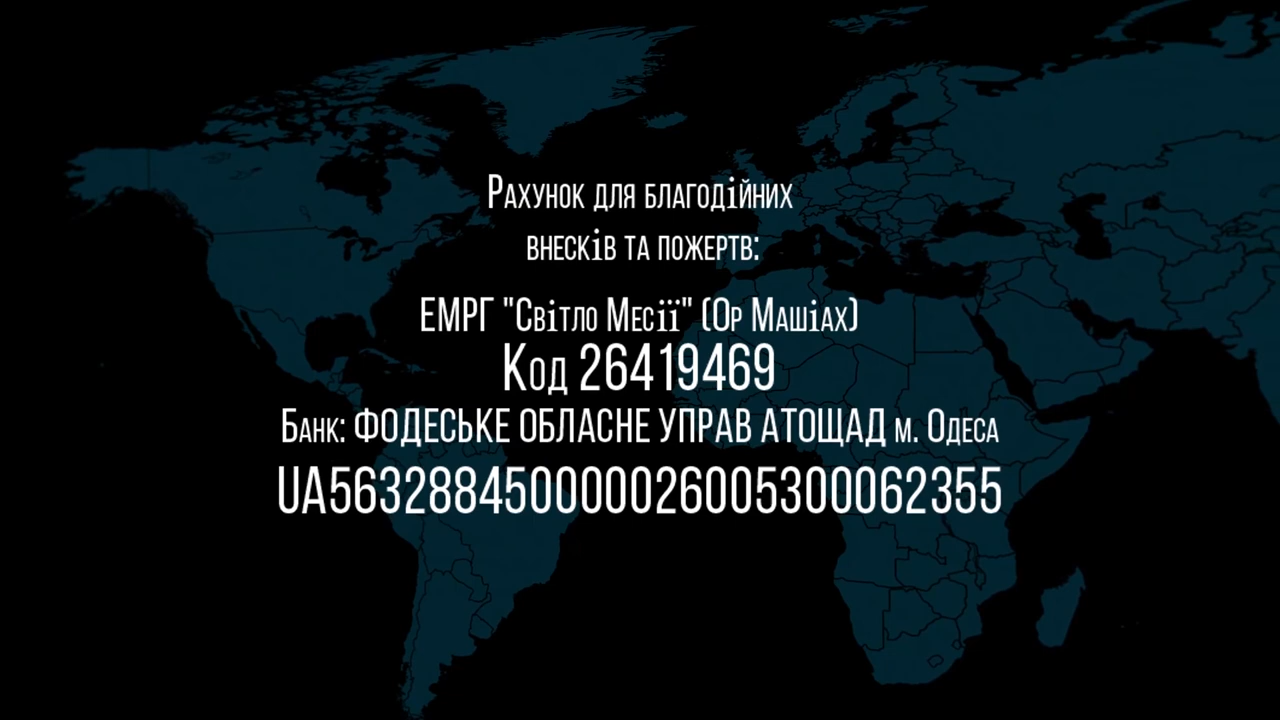 Рахунок для благодійних
внесків та пожертв:
ЕМРГ "Світло Месії" (Ор Машіах)
Код 26419469
Банк: ФОДЕСЬКЕ ОБЛАСНЕ УПРАВ АТОЩАД м. Одеса
UA563288450000026005300062355